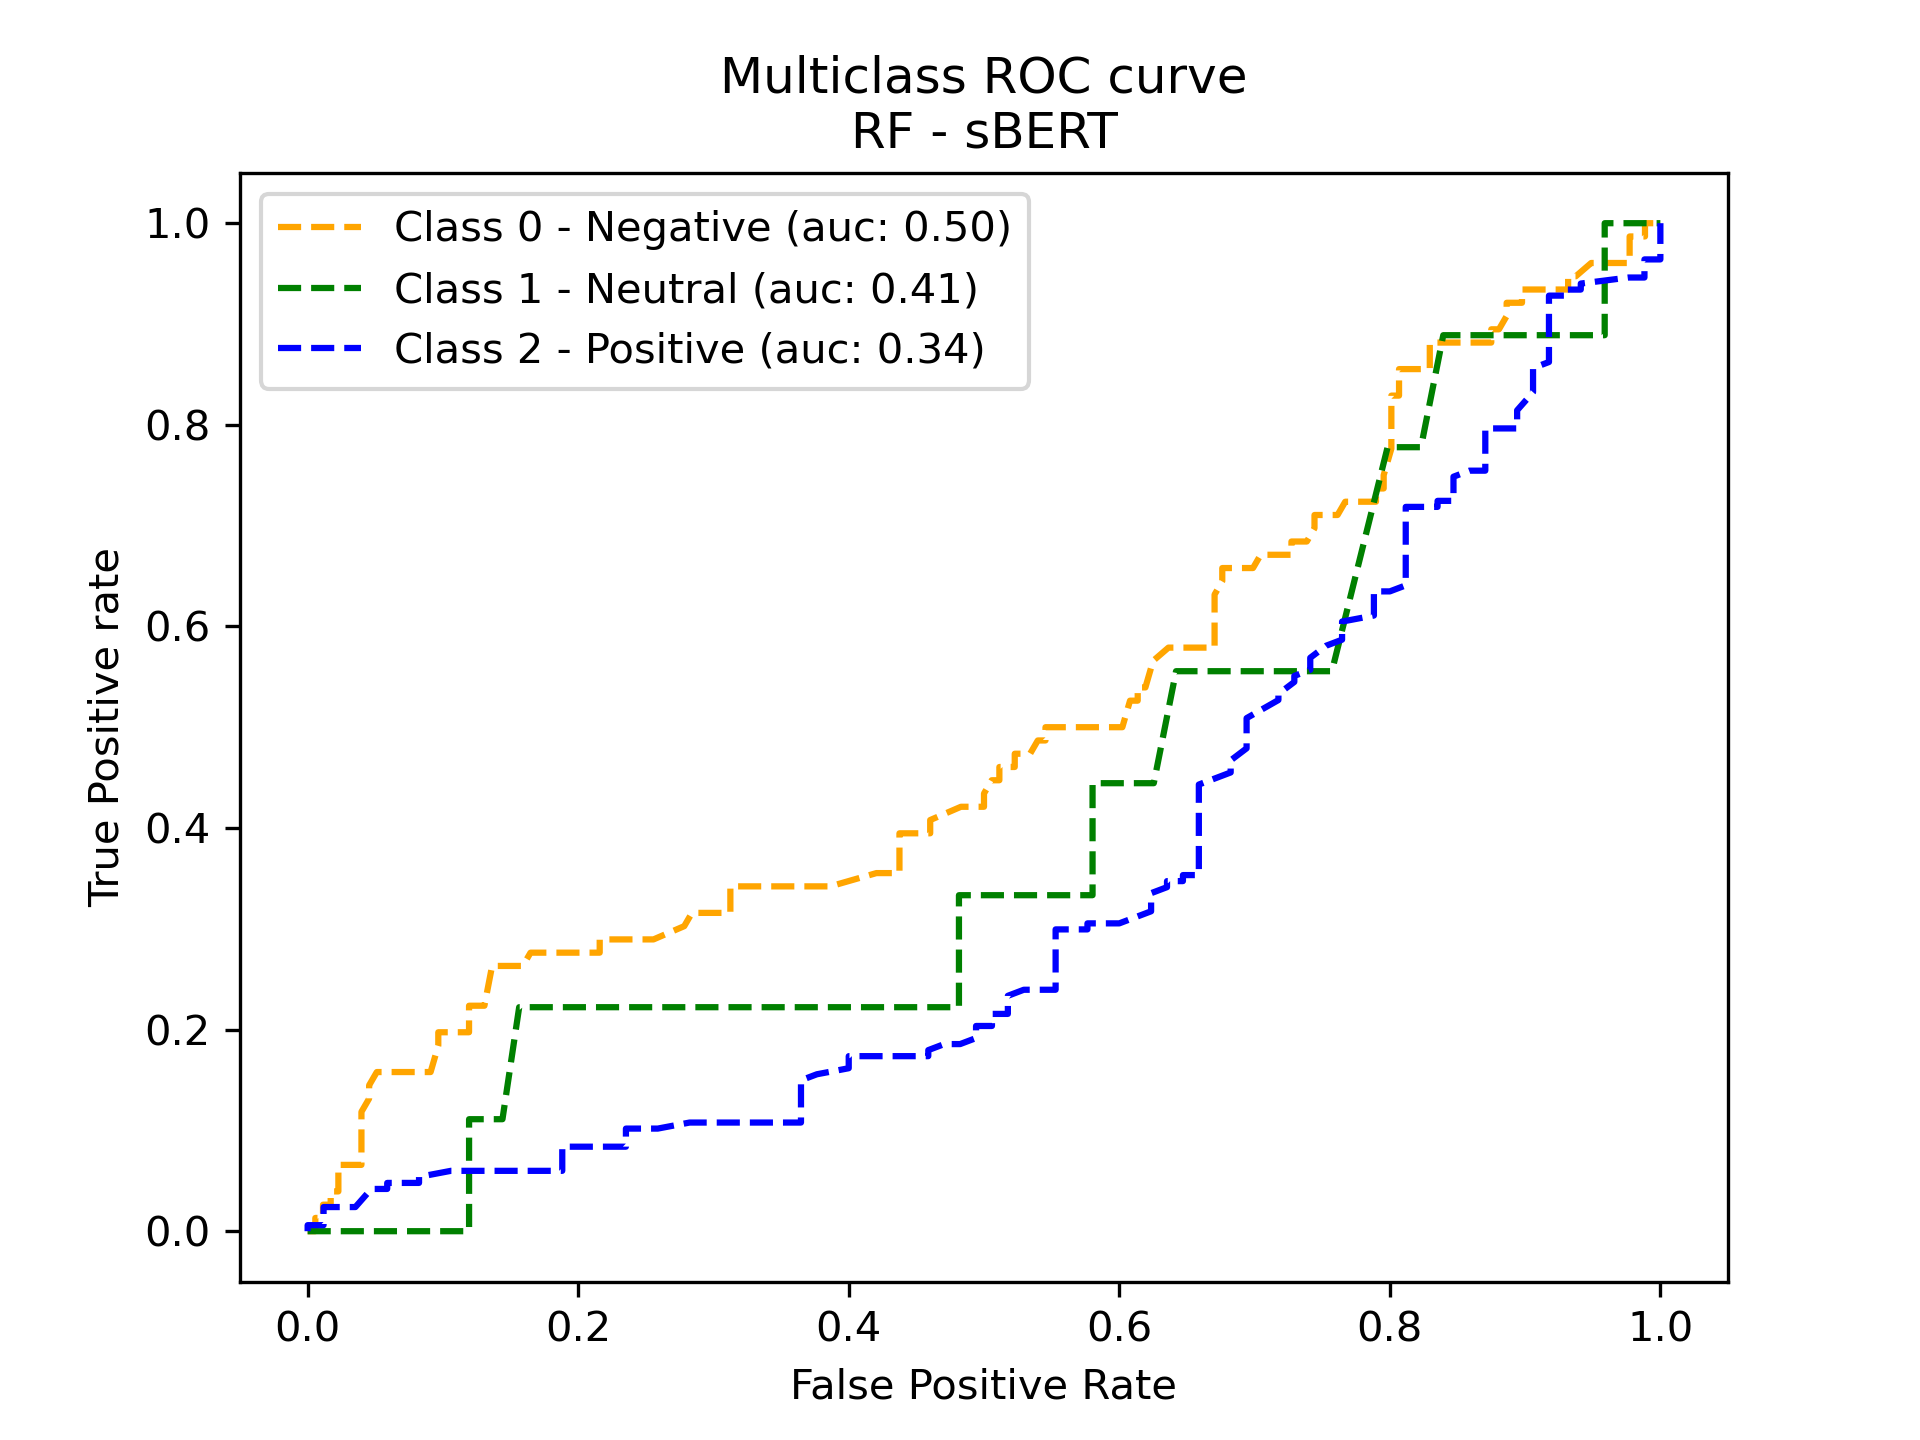 Multiclass ROC curve
RF - sBERT
Class 0 - Negative (auc: 0.50)
Class 1 - Neutral (auc: 0.41)
Class 2 - Positive (auc: 0.34)
1.0
0.8
0.6
0.4
0.2
0.0
True Positive rate
0.0 0.2 0.4 0.6 0.8 1.0
False Positive Rate